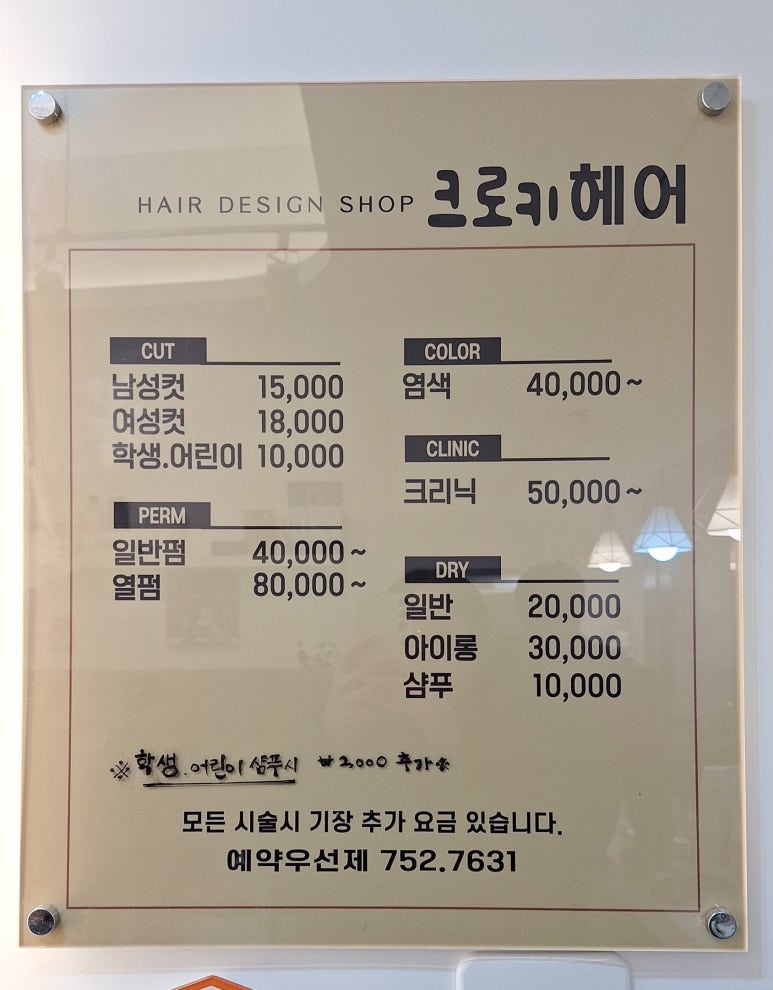 HAIR DESIGN SHOP 크로키헤어
CUT
남성컷 15,000
여성컷 18,000
학생.어린이 10,000
PERM
일반펌 40,000~
열펌 80,000~
COLOR
염색 40,000~
CLINIC
크리닉 50,000~
DRY
일반 20,000
아이롱 30,000
샴푸 10,000
※ 학생. 어린이 샴푸시 ₩2,000 추가※
모든 시술시 기장 추가 요금 있습니다.
예약우선제 752.7631